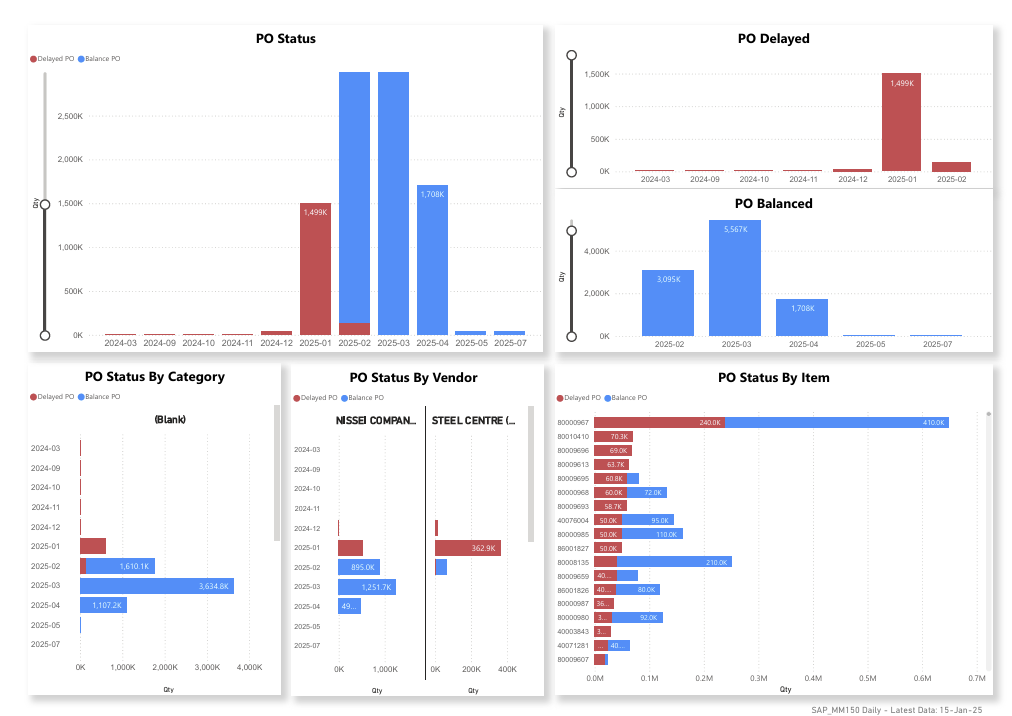 PO Status
Delayed PO Balance PO
Qty
2,500K
2,000K
1,500K
1,000K
500K
0K
1,499K
1,708K
2024-03 2024-09 2024-10 2024-11 2024-12 2025-01 2025-02 2025-03 2025-04 2025-05 2025-07
PO Delayed
Qty
1,500K
1,000K
500K
0K
1,499K
2024-03 2024-09 2024-10 2024-11 2024-12 2025-01 2025-02
PO Balanced
Qty
4,000K
2,000K
0K
3,095K
5,567K
1,708K
2025-02 2025-03 2025-04 2025-05 2025-07
PO Status By Category
Delayed PO Balance PO
(Blank)
2024-03
2024-09
2024-10
2024-11
2024-12
2025-01
2025-02 1,610.1K
2025-03 3,634.8K
2025-04 1,107.2K
2025-05
2025-07
0K 1,000K 2,000K 3,000K 4,000K
Qty
PO Status By Vendor
Delayed PO Balance PO
NISSEI COMPAN... STEEL CENTRE (...
2024-03
2024-09
2024-10
2024-11
2024-12
2025-01 362.9K
2025-02 895.0K
2025-03 1,251.7K
2025-04 49...
2025-05
2025-07
0K 1,000K 0K 200K 400K
Qty Qty
PO Status By Item
Delayed PO Balance PO
80000967 240.0K 410.0K
80010410 70.3K
80009696 69.0K
80009613 63.7K
80009695 60.8K
80000968 60.0K 72.0K
80009693 58.7K
40076004 50.0K 95.0K
80000985 50.0K 110.0K
86001827 50.0K
80008135 210.0K
80009659 40...
86001826 40... 80.0K
80000987 36...
80000980 3... 92.0K
40003843 3...
40071281 ... 40...
80009607
0.0M 0.1M 0.2M 0.3M 0.4M 0.5M 0.6M 0.7M
Qty
SAP_MM150 Daily - Latest Data: 15-Jan-25